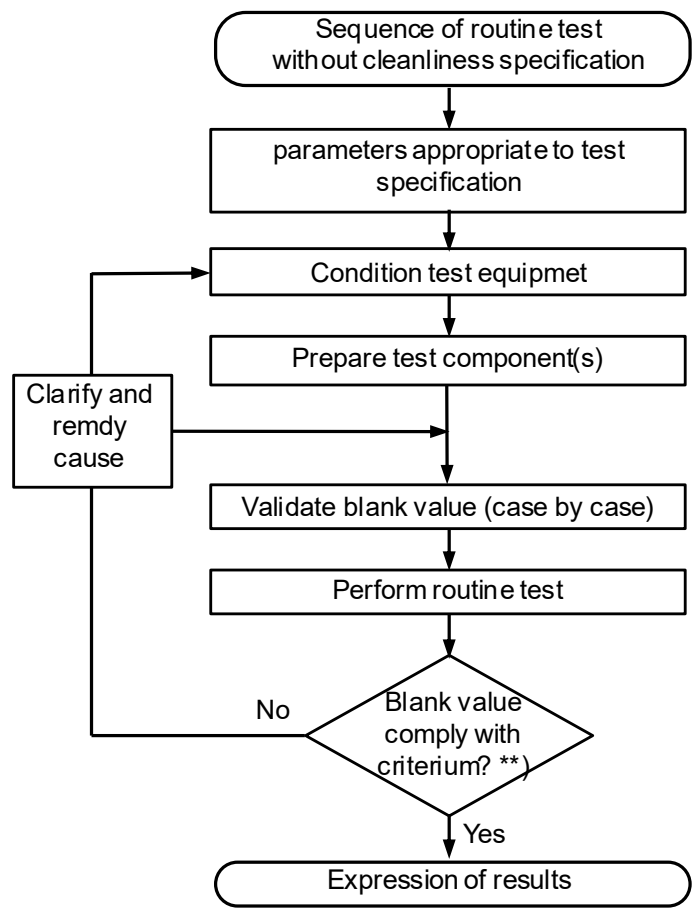 Sequence of routine test
without cleanliness specification
parameters appropriate to test
specification
Condition test equipmet
Prepare test component(s)
Clarify and
remdy
cause
Validate blank value (case by case)
Perform routine test
No
Blank value
comply with
criterium? **)
Yes
Expression of results